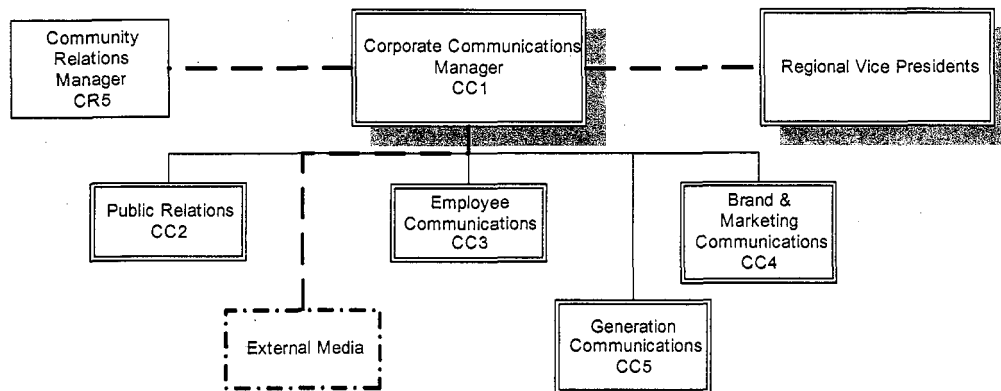 Community
Relations
Manager
CR5
Corporate Communications
Manager
CC1
Regional Vice Presidents
Public Relations
CC2
Employee
Communications
CC3
Brand &
Marketing
Communications
CC4
External Media
Generation
Communications
CC5